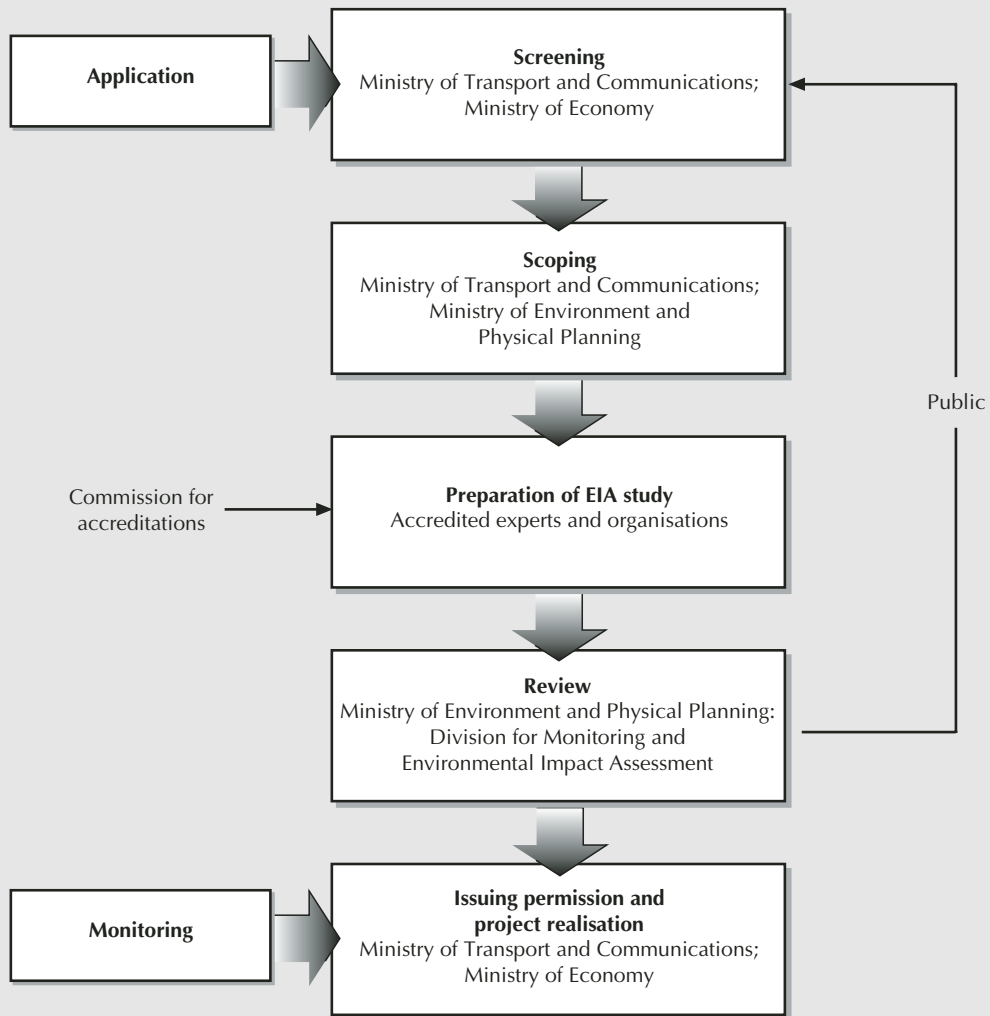 Application
Screening
Ministry of Transport and Communications;
Ministry of Economy
Scoping
Ministry of Transport and Communications;
Ministry of Environment and
Physical Planning
Public
Commission for
accreditations
Preparation of EIA study
Accredited experts and organisations
Review
Ministry of Environment and Physical Planning:
Division for Monitoring and
Environmental Impact Assessment
Monitoring
Issuing permission and
project realisation
Ministry of Transport and Communications;
Ministry of Economy